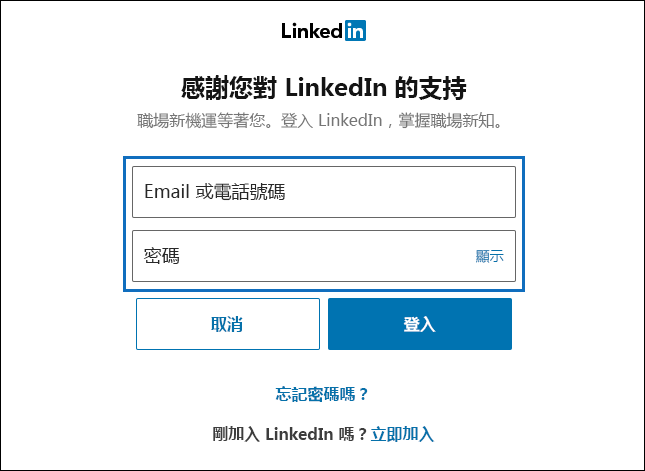 LinkedIn
感謝您對 LinkedIn 的支持
職場新機運等著您。登入 LinkedIn，掌握職場新知。
Email 或電話號碼
密碼 顯示
取消 登入
忘記密碼嗎？
剛加入 LinkedIn 嗎？立即加入